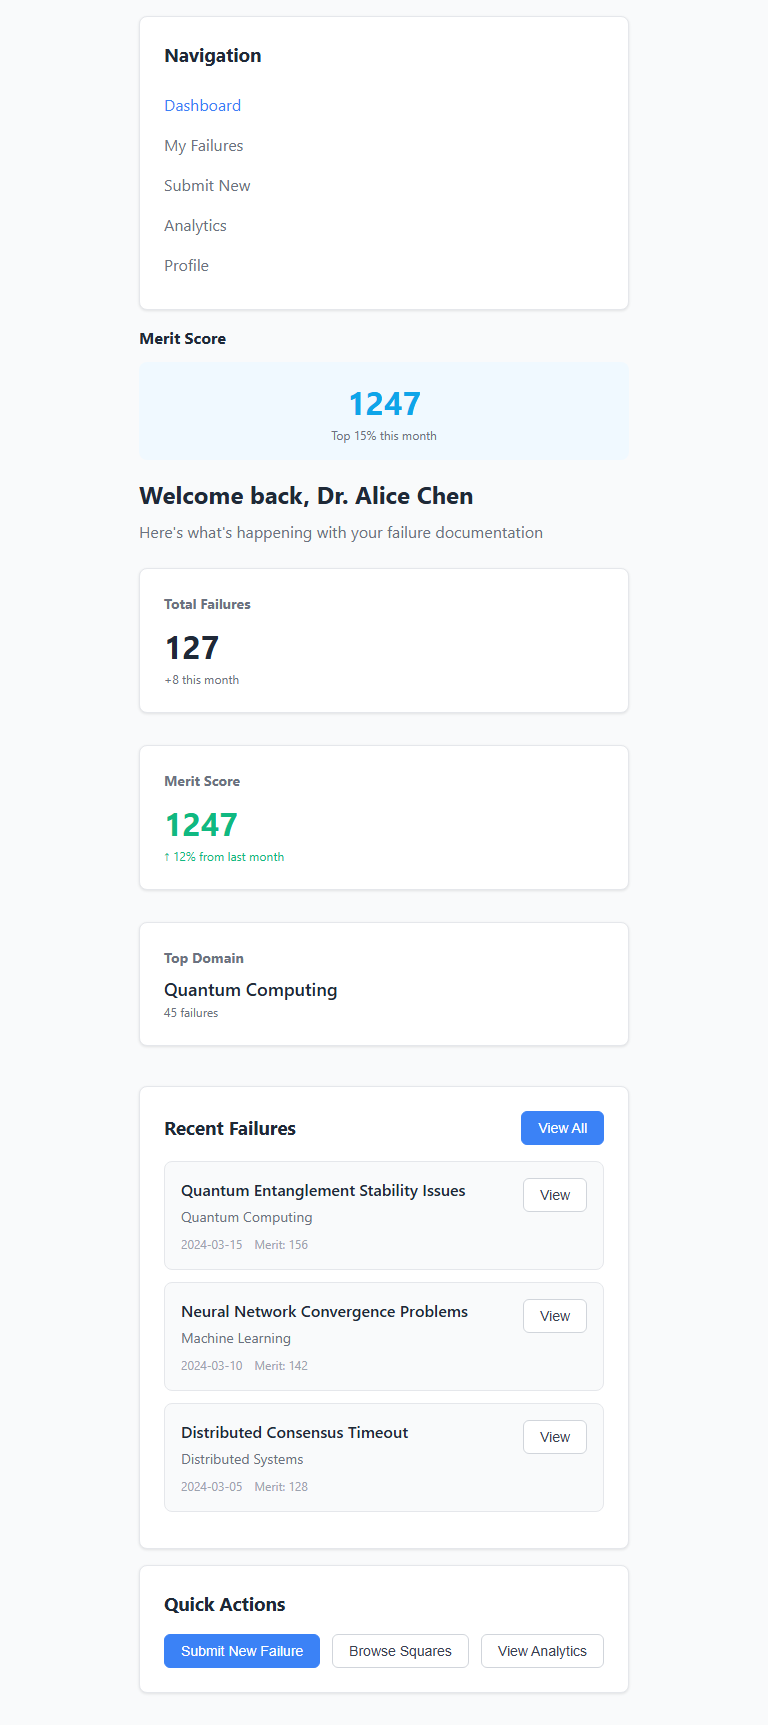 Navigation
Dashboard
My Failures
Submit New
Analytics
Profile
Merit Score
1247
Top 15% this month
Welcome back, Dr. Alice Chen
Here's what's happening with your failure documentation
Total Failures
127
+8 this month
Merit Score
1247
↑ 12% from last month
Top Domain
Quantum Computing
45 failures
Recent Failures View All
Quantum Entanglement Stability Issues View
Quantum Computing
2024-03-15 Merit: 156
Neural Network Convergence Problems View
Machine Learning
2024-03-10 Merit: 142
Distributed Consensus Timeout View
Distributed Systems
2024-03-05 Merit: 128
Quick Actions
Submit New Failure Browse Squares View Analytics